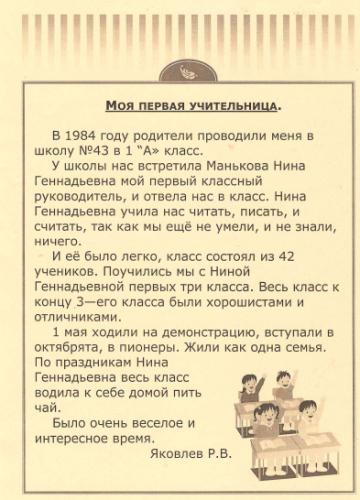 МОЯ ПЕРВАЯ УЧИТЕЛЬНИЦА.
В 1984 году родители проводили меня в
школу №43 в 1 “А» класс.
У школы нас встретила Манькова Нина
Геннадьевна мой первый классный
руководитель, и отвела нас в класс. Нина
Геннадьевна учила нас читать, писать, и
считать, так как мы ещё не умели, и не знали,
ничего.
И её было легко, класс состоял из 42
учеников. Поучились мы с Ниной
Геннадьевной первых три класса. Весь класс к
концу 3—его класса были хорошистами и
отличниками.
1 мая ходили на демонстрацию, вступали в
октябрята, в пионеры. Жили как одна семья.
По праздникам Нина
Геннадьевна весь класс
водила к себе домой пить
чай.
Было очень веселое и
интересное время.
Яковлев Р.В.